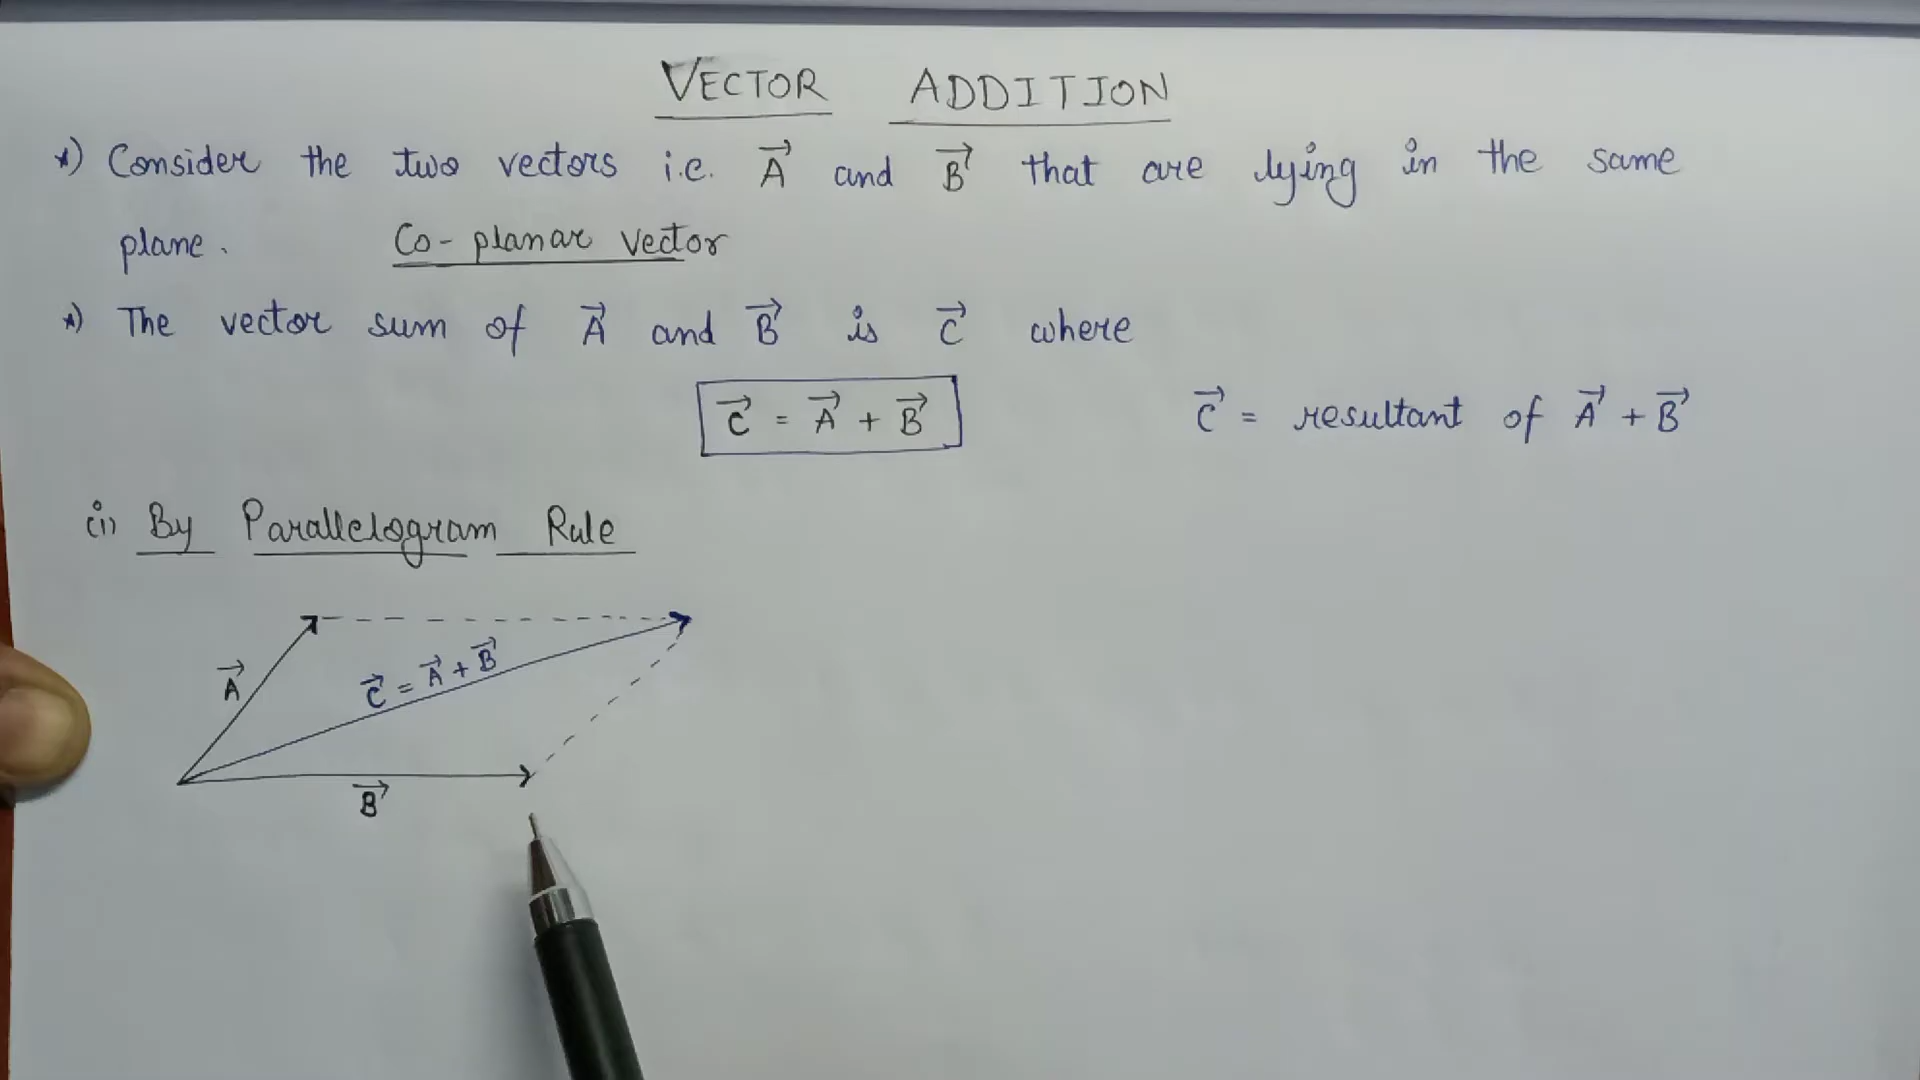 VECTOR ADDITION
*) Consider the two vectors i.e. A⃗ and B⃗ that are lying in the same
plane. Co-planar vector
*) The vector sum of A⃗ and B⃗ is C⃗ where
C⃗ = A⃗ + B⃗
C⃗ = resultant of A⃗ + B⃗
(i) By Parallelogram Rule
A⃗
C⃗ = A⃗ + B⃗
B⃗